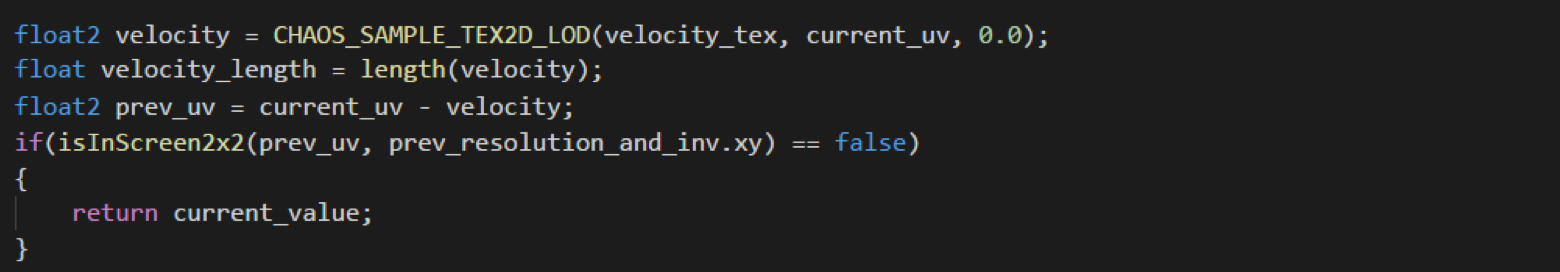 float2 velocity = CHAOS_SAMPLE_TEX2D_LOD(velocity_tex, current_uv, 0.0);
float velocity_length = length(velocity);
float2 prev_uv = current_uv - velocity;
if(isInScreen2x2(prev_uv, prev_resolution_and_inv.xy) == false)
{
    return current_value;
}